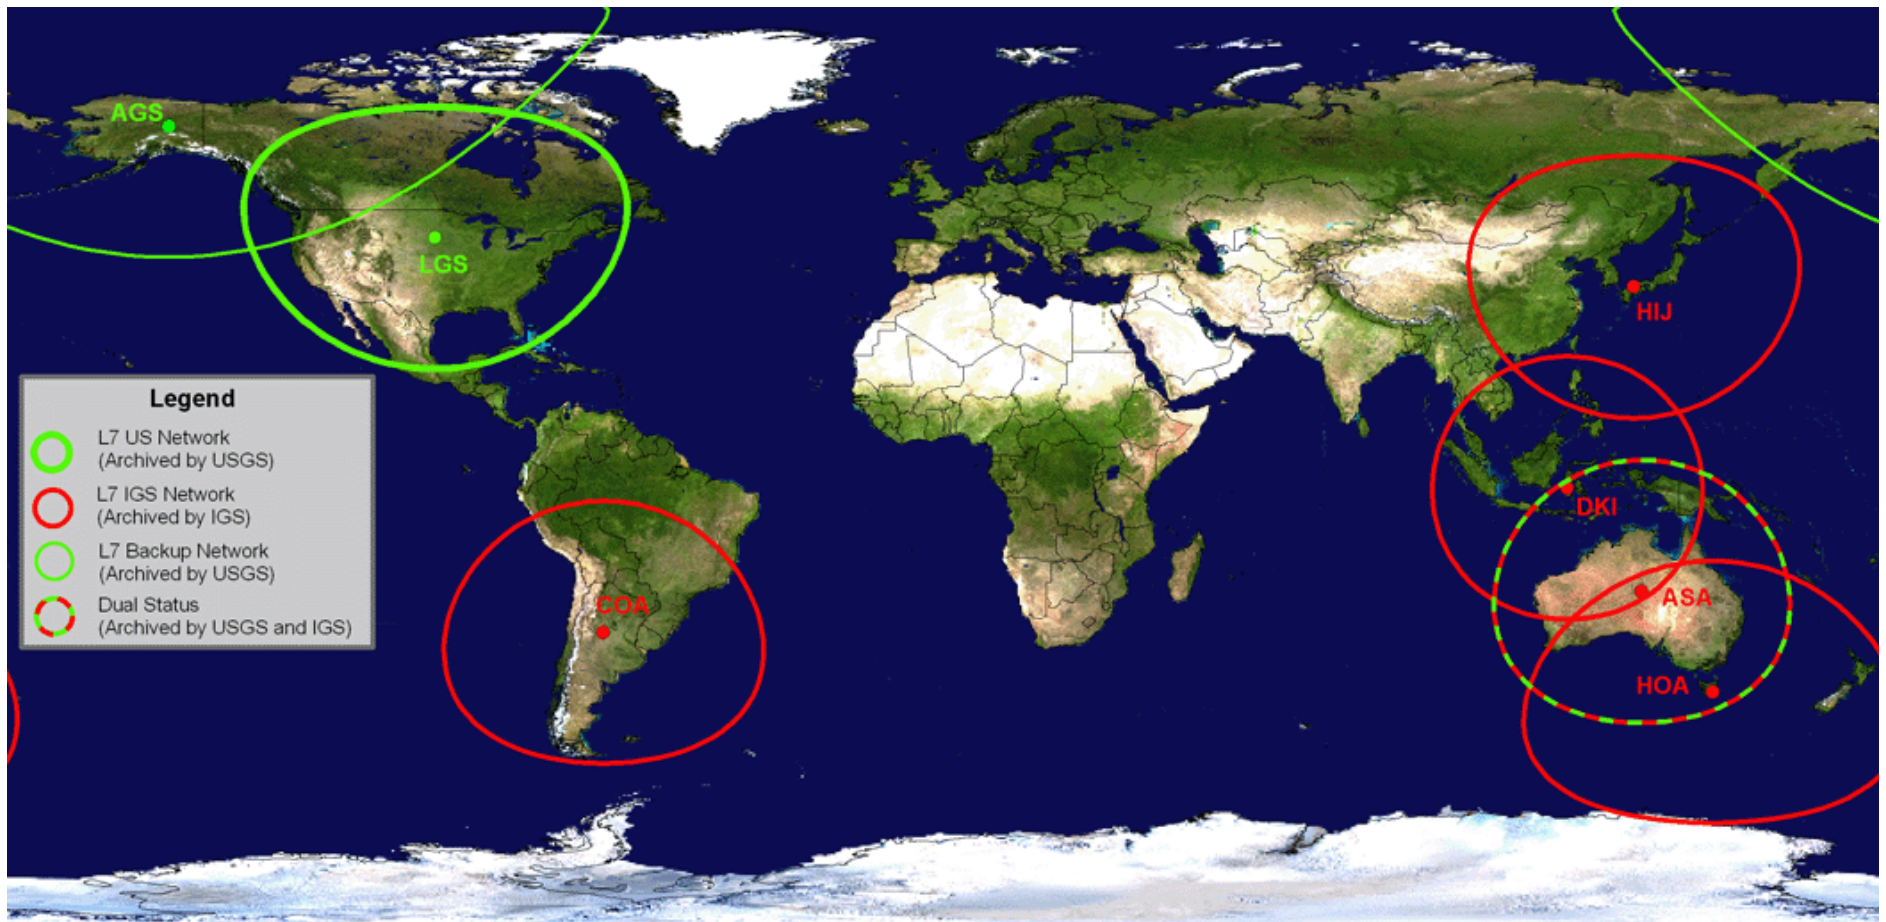 AGS
LGS
HIJ
Legend
L7 US Network
(Archived by USGS)
L7 IGS Network
(Archived by IGS)
L7 Backup Network
(Archived by USGS)
Dual Status
(Archived by USGS and IGS)
DKI
COA
ASA
HOA